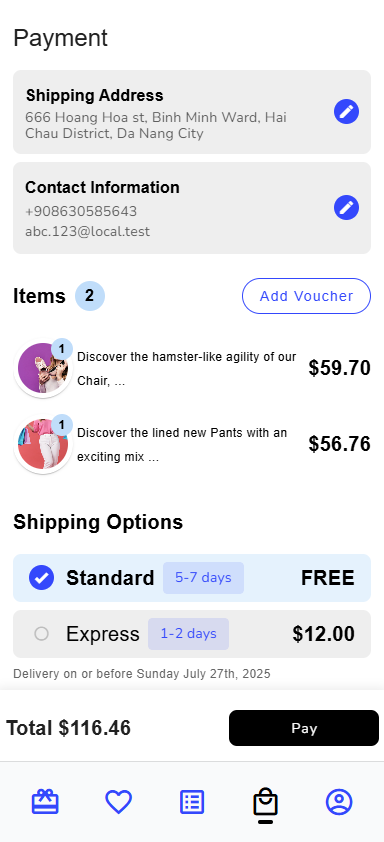 Payment
Shipping Address
666 Hoang Hoa st, Binh Minh Ward, Hai
Chau District, Da Nang City
Contact Information
+908630585643
abc.123@local.test
Items 2 Add Voucher
1
Discover the hamster-like agility of our
Chair, ...
$59.70
1
Discover the lined new Pants with an
exciting mix ...
$56.76
Shipping Options
Standard 5-7 days FREE
Express 1-2 days $12.00
Delivery on or before Sunday July 27th, 2025
Total $116.46 Pay